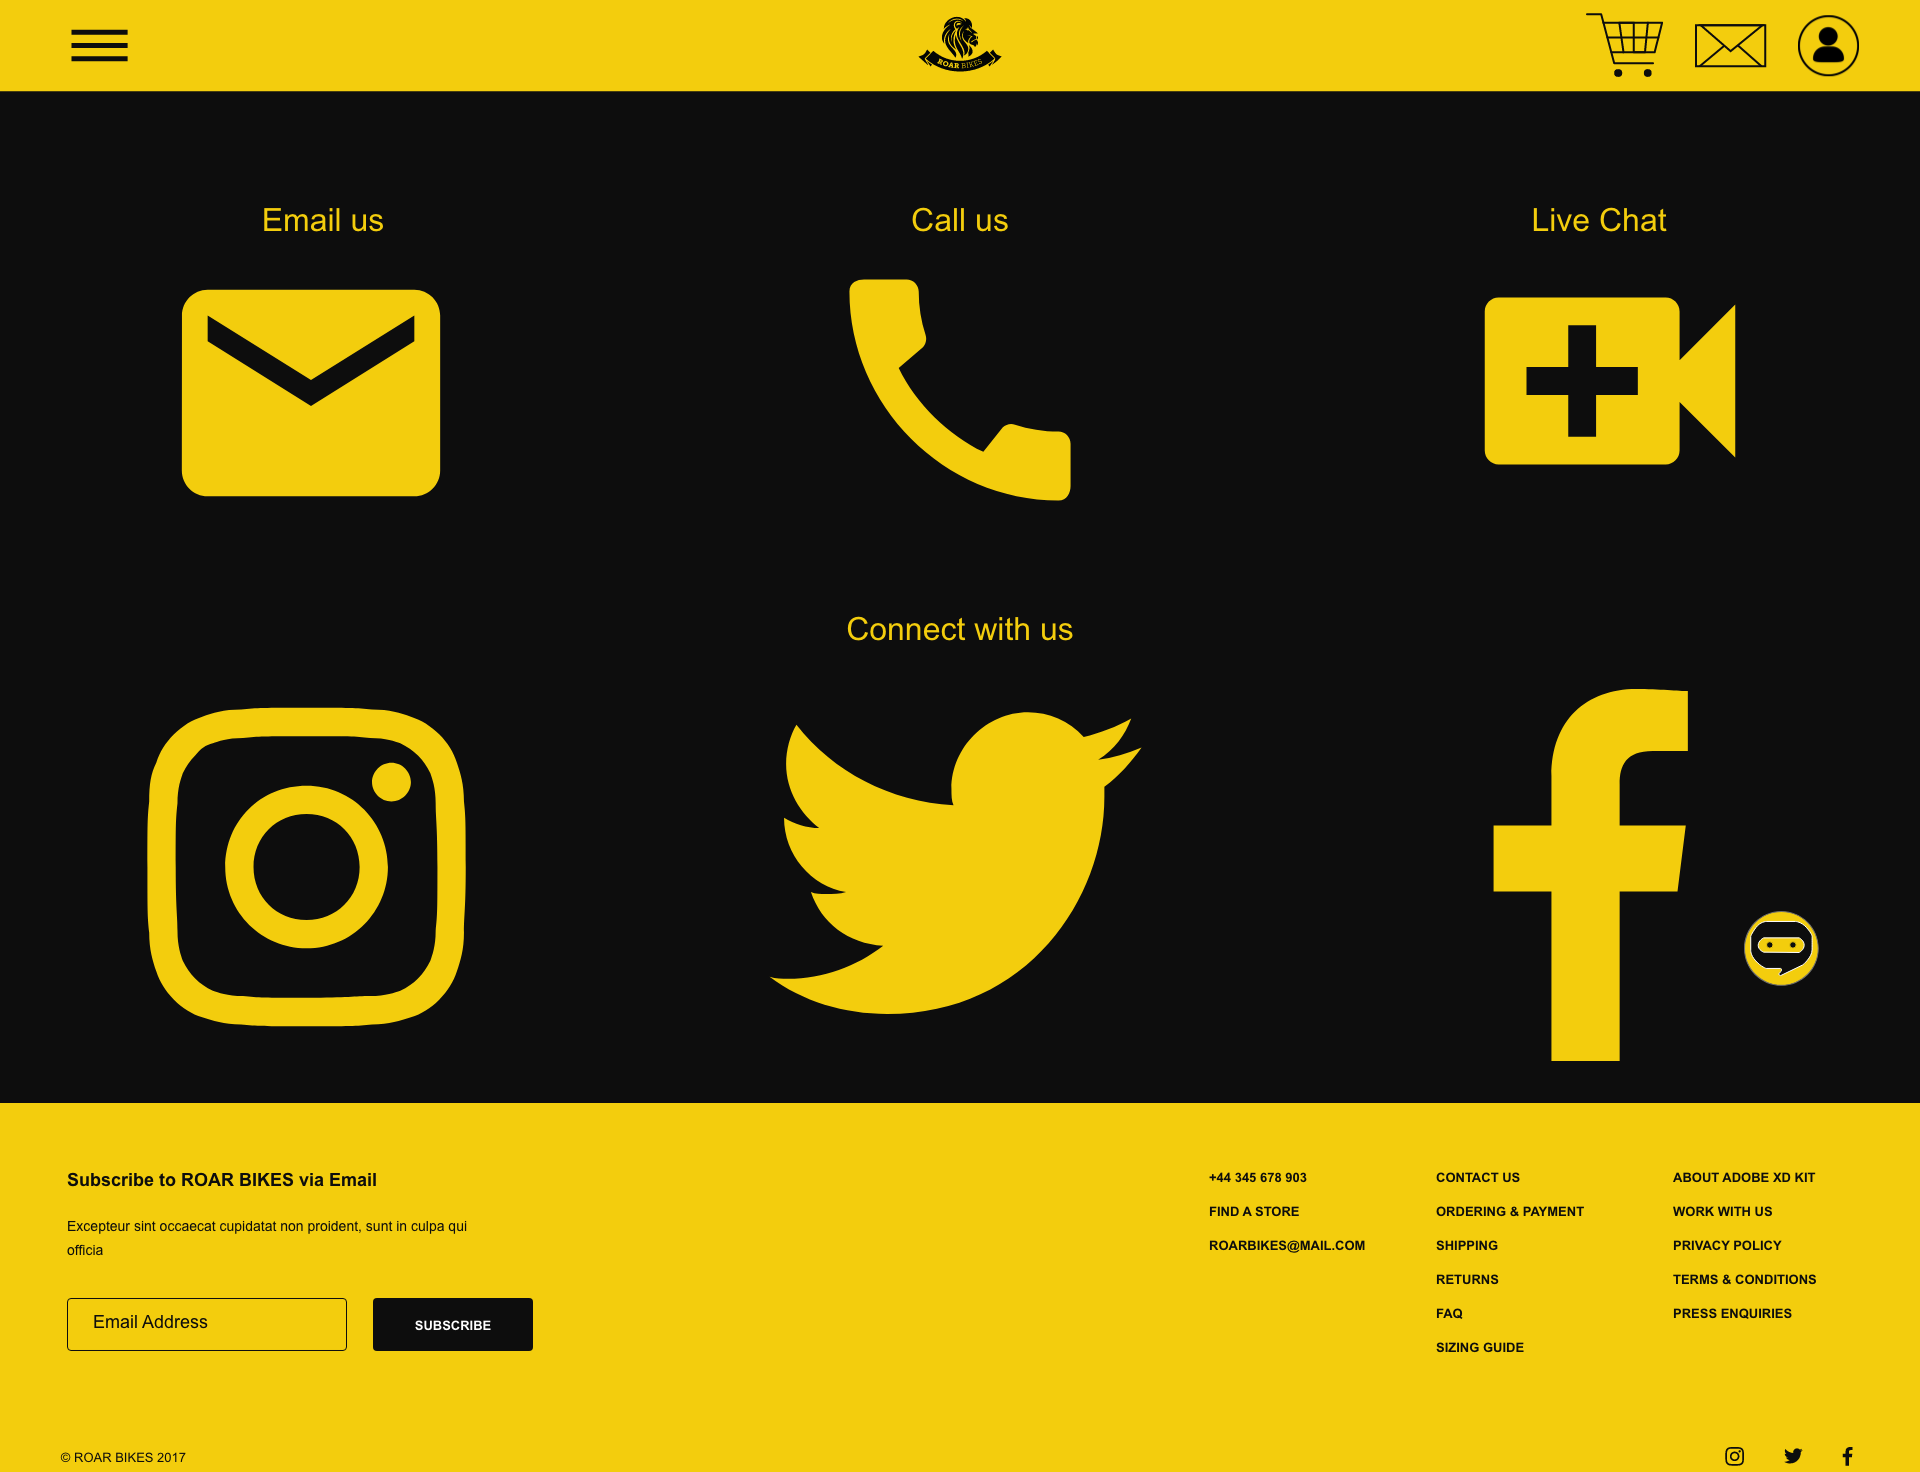 ROAR BIKES
Email us
Call us
Live Chat
Connect with us
Subscribe to ROAR BIKES via Email
Excepteur sint occaecat cupidatat non proident, sunt in culpa qui
officia
Email Address
SUBSCRIBE
+44 345 678 903
FIND A STORE
ROARBIKES@MAIL.COM
CONTACT US
ORDERING & PAYMENT
SHIPPING
RETURNS
FAQ
SIZING GUIDE
ABOUT ADOBE XD KIT
WORK WITH US
PRIVACY POLICY
TERMS & CONDITIONS
PRESS ENQUIRIES
© ROAR BIKES 2017